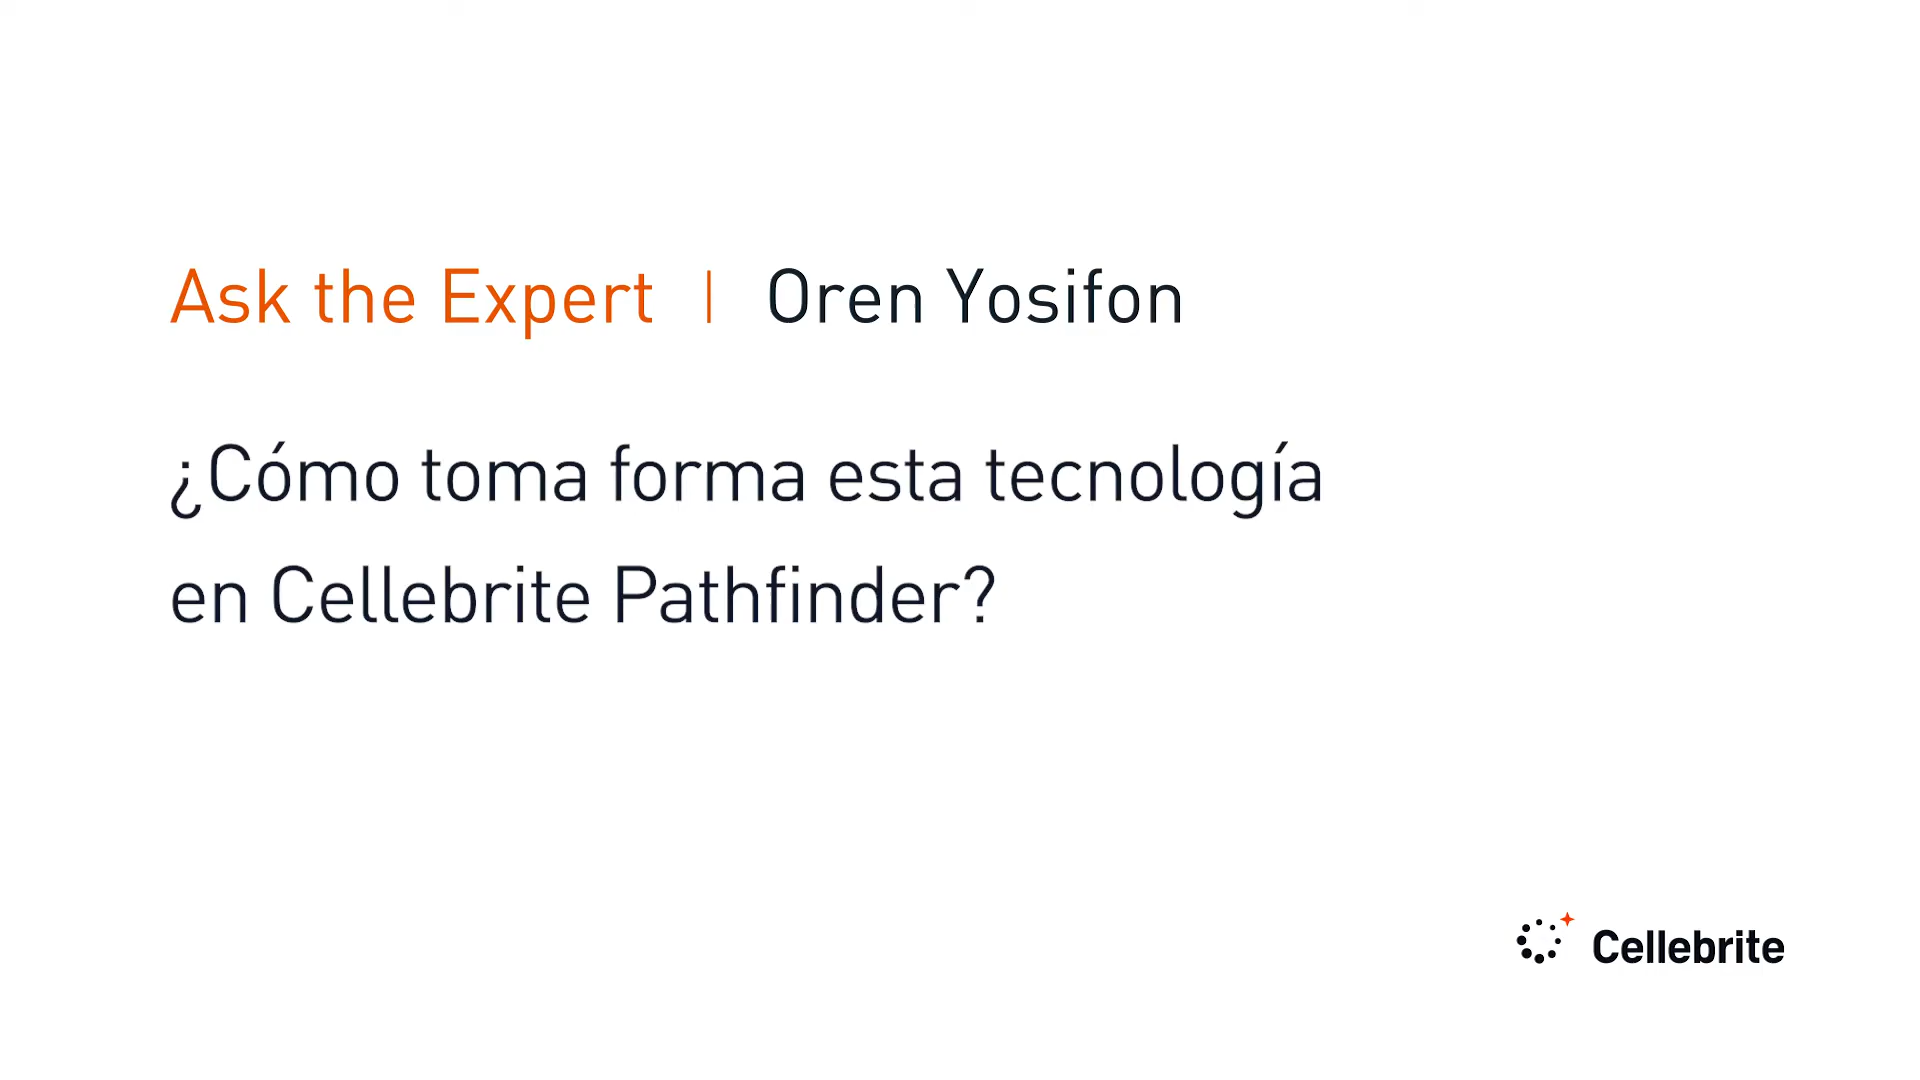 Ask the Expert | Oren Yosifon
¿Cómo toma forma esta tecnología
en Cellebrite Pathfinder?
Cellebrite